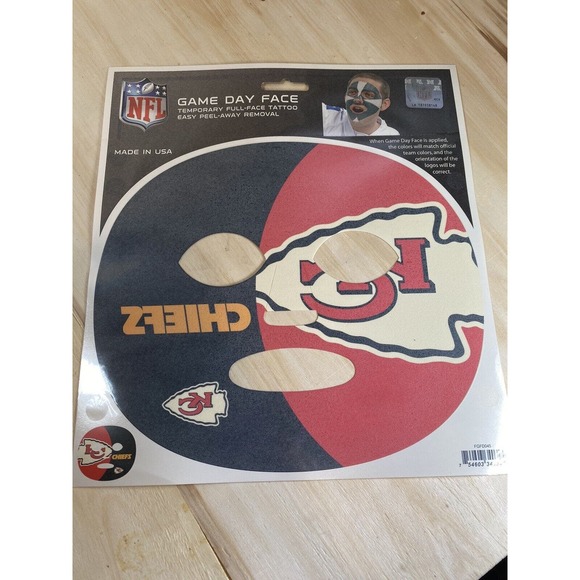 NFL
GAME DAY FACE
TEMPORARY FULL-FACE TATTOO
EASY PEEL-AWAY REMOVAL
MADE IN USA
When Game Day Face is applied,
the colors will match official
team colors, and the
orientation of the
logos will be
correct.
KC
CHIEFS
KC
KC
CHIEFS